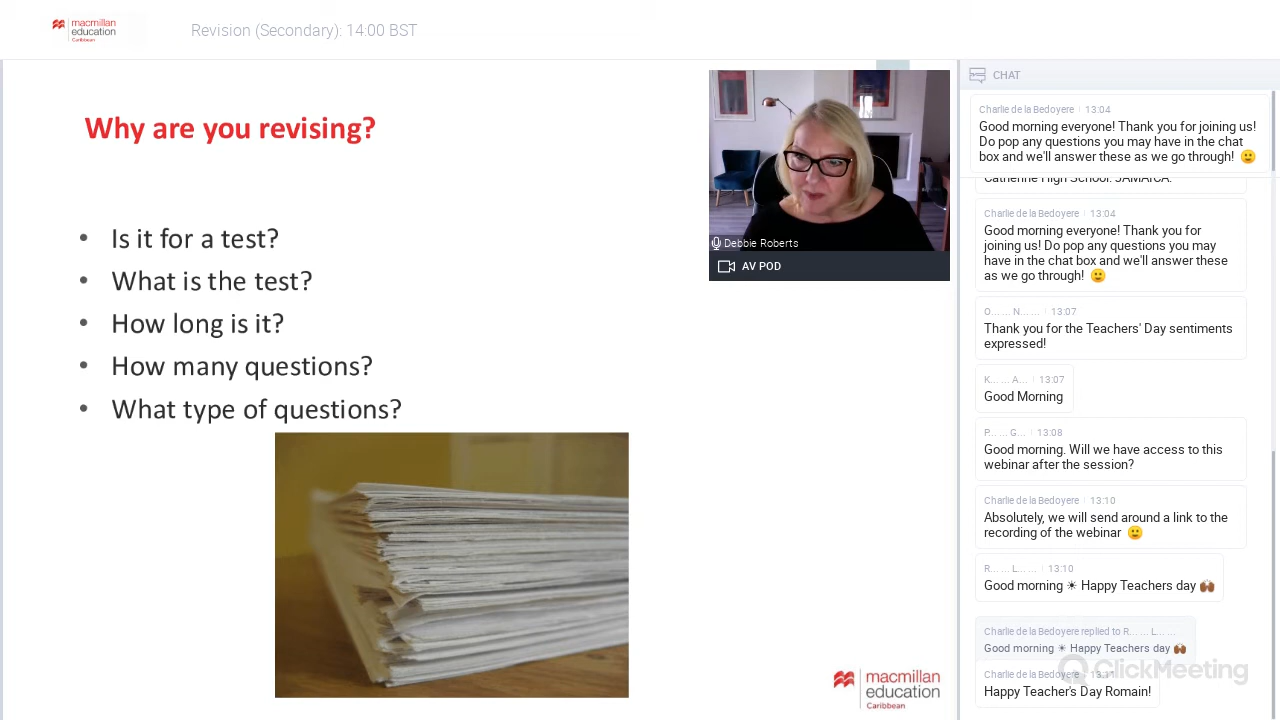 macmillan
education
Caribbean
Revision (Secondary): 14:00 BST
Why are you revising?
• Is it for a test?
• What is the test?
• How long is it?
• How many questions?
• What type of questions?
Debbie Roberts
AV POD
macmillan
education
Caribbean
CHAT
Charlie de la Bedoyere 13:04
Good morning everyone! Thank you for joining us!
Do pop any questions you may have in the chat
box and we'll answer these as we go through! 🙂
Catherine High School. JAMAICA.
Charlie de la Bedoyere 13:04
Good morning everyone! Thank you for
joining us! Do pop any questions you may
have in the chat box and we'll answer these
as we go through! 🙂
O... ... N... ... 13:07
Thank you for the Teachers' Day sentiments
expressed!
K... ... A... 13:07
Good Morning
P... ... G... 13:08
Good morning. Will we have access to this
webinar after the session?
Charlie de la Bedoyere 13:10
Absolutely, we will send around a link to the
recording of the webinar 🙂
R... ... L... ... 13:10
Good morning ☀ Happy Teachers day 🙌🏾
Charlie de la Bedoyere replied to R... ... L... ...
Good morning ☀ Happy Teachers day 🙌🏾
Charlie de la Bedoyere
Happy Teacher's Day Romain!
ClickMeeting